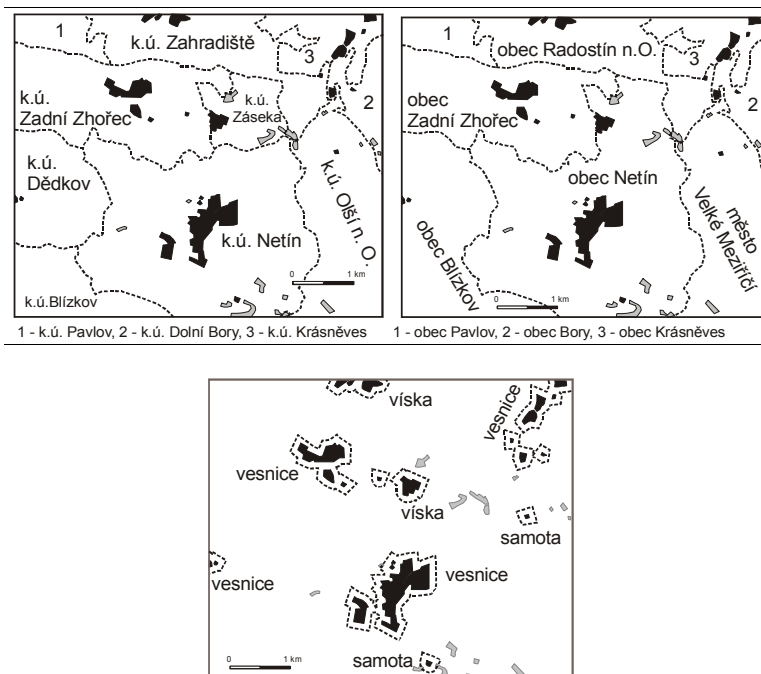 1
k.ú. Zahradiště
3
k.ú.
Zadní Zhořec
k.ú.
Záseka
2
k.ú.
Dědkov
k.ú. Olší n. O.
k.ú. Netín
0 1 km
k.ú.Blízkov
1 - k.ú. Pavlov, 2 - k.ú. Dolní Bory, 3 - k.ú. Krásněves
1
obec Radostín n.O.
3
obec
Zadní Zhořec
2
obec Netín
město
Velké Meziříčí
obec Blízkov
0 1 km
1 - obec Pavlov, 2 - obec Bory, 3 - obec Krásněves
víska
vesnice
vesnice
víska
samota
vesnice
vesnice
samota
0 1 km